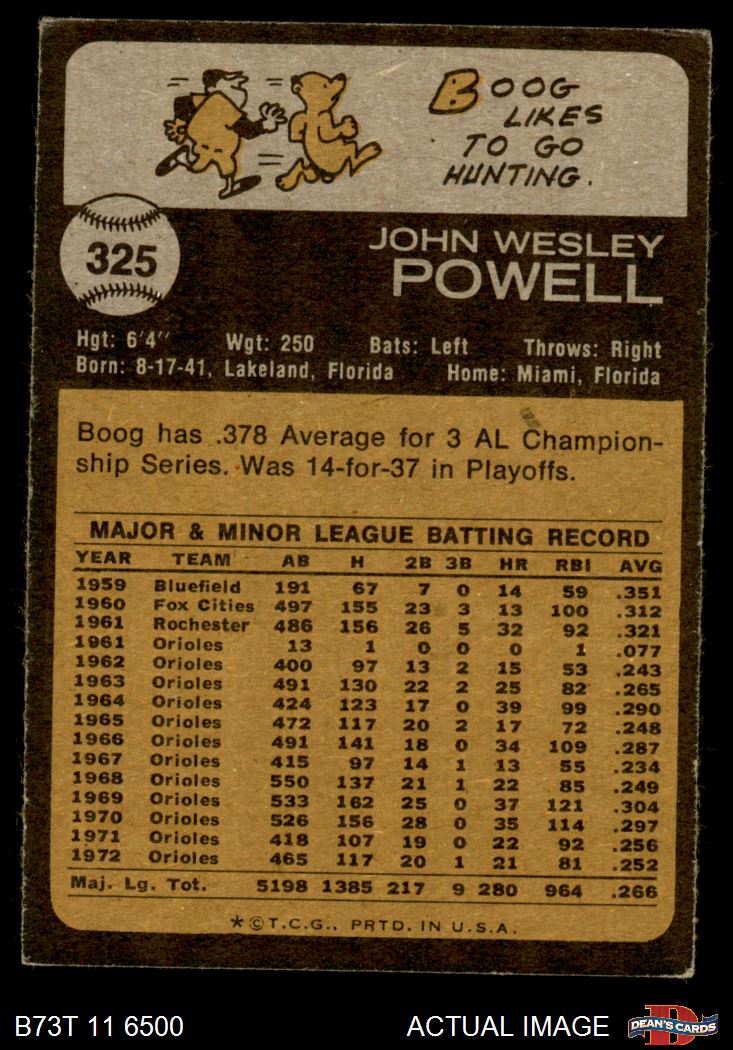 BOOG
LIKES
TO GO
HUNTING.
325
JOHN WESLEY
POWELL
Hgt: 6'4" Wgt: 250 Bats: Left Throws: Right
Born: 8-17-41, Lakeland, Florida Home: Miami, Florida
Boog has .378 Average for 3 AL Champion-
ship Series. Was 14-for-37 in Playoffs.
MAJOR & MINOR LEAGUE BATTING RECORD
YEAR TEAM AB H 2B 3B HR RBI AVG
1959 Bluefield 191 67 7 0 14 59 .351
1960 Fox Cities 497 155 23 3 13 100 .312
1961 Rochester 486 156 26 5 32 92 .321
1961 Orioles 13 1 0 0 0 1 .077
1962 Orioles 400 97 13 2 15 53 .243
1963 Orioles 491 130 22 2 25 82 .265
1964 Orioles 424 123 17 0 39 99 .290
1965 Orioles 472 117 20 2 17 72 .248
1966 Orioles 491 141 18 0 34 109 .287
1967 Orioles 415 97 14 1 13 55 .234
1968 Orioles 550 137 21 1 22 85 .249
1969 Orioles 533 162 25 0 37 121 .304
1970 Orioles 526 156 28 0 35 114 .297
1971 Orioles 418 107 19 0 22 92 .256
1972 Orioles 465 117 20 1 21 81 .252
Maj. Lg. Tot. 5198 1385 217 9 280 964 .266
*©T.C.G., PRTD. IN U.S.A.
B73T 11 6500 ACTUAL IMAGE D DEAN'S CARDS